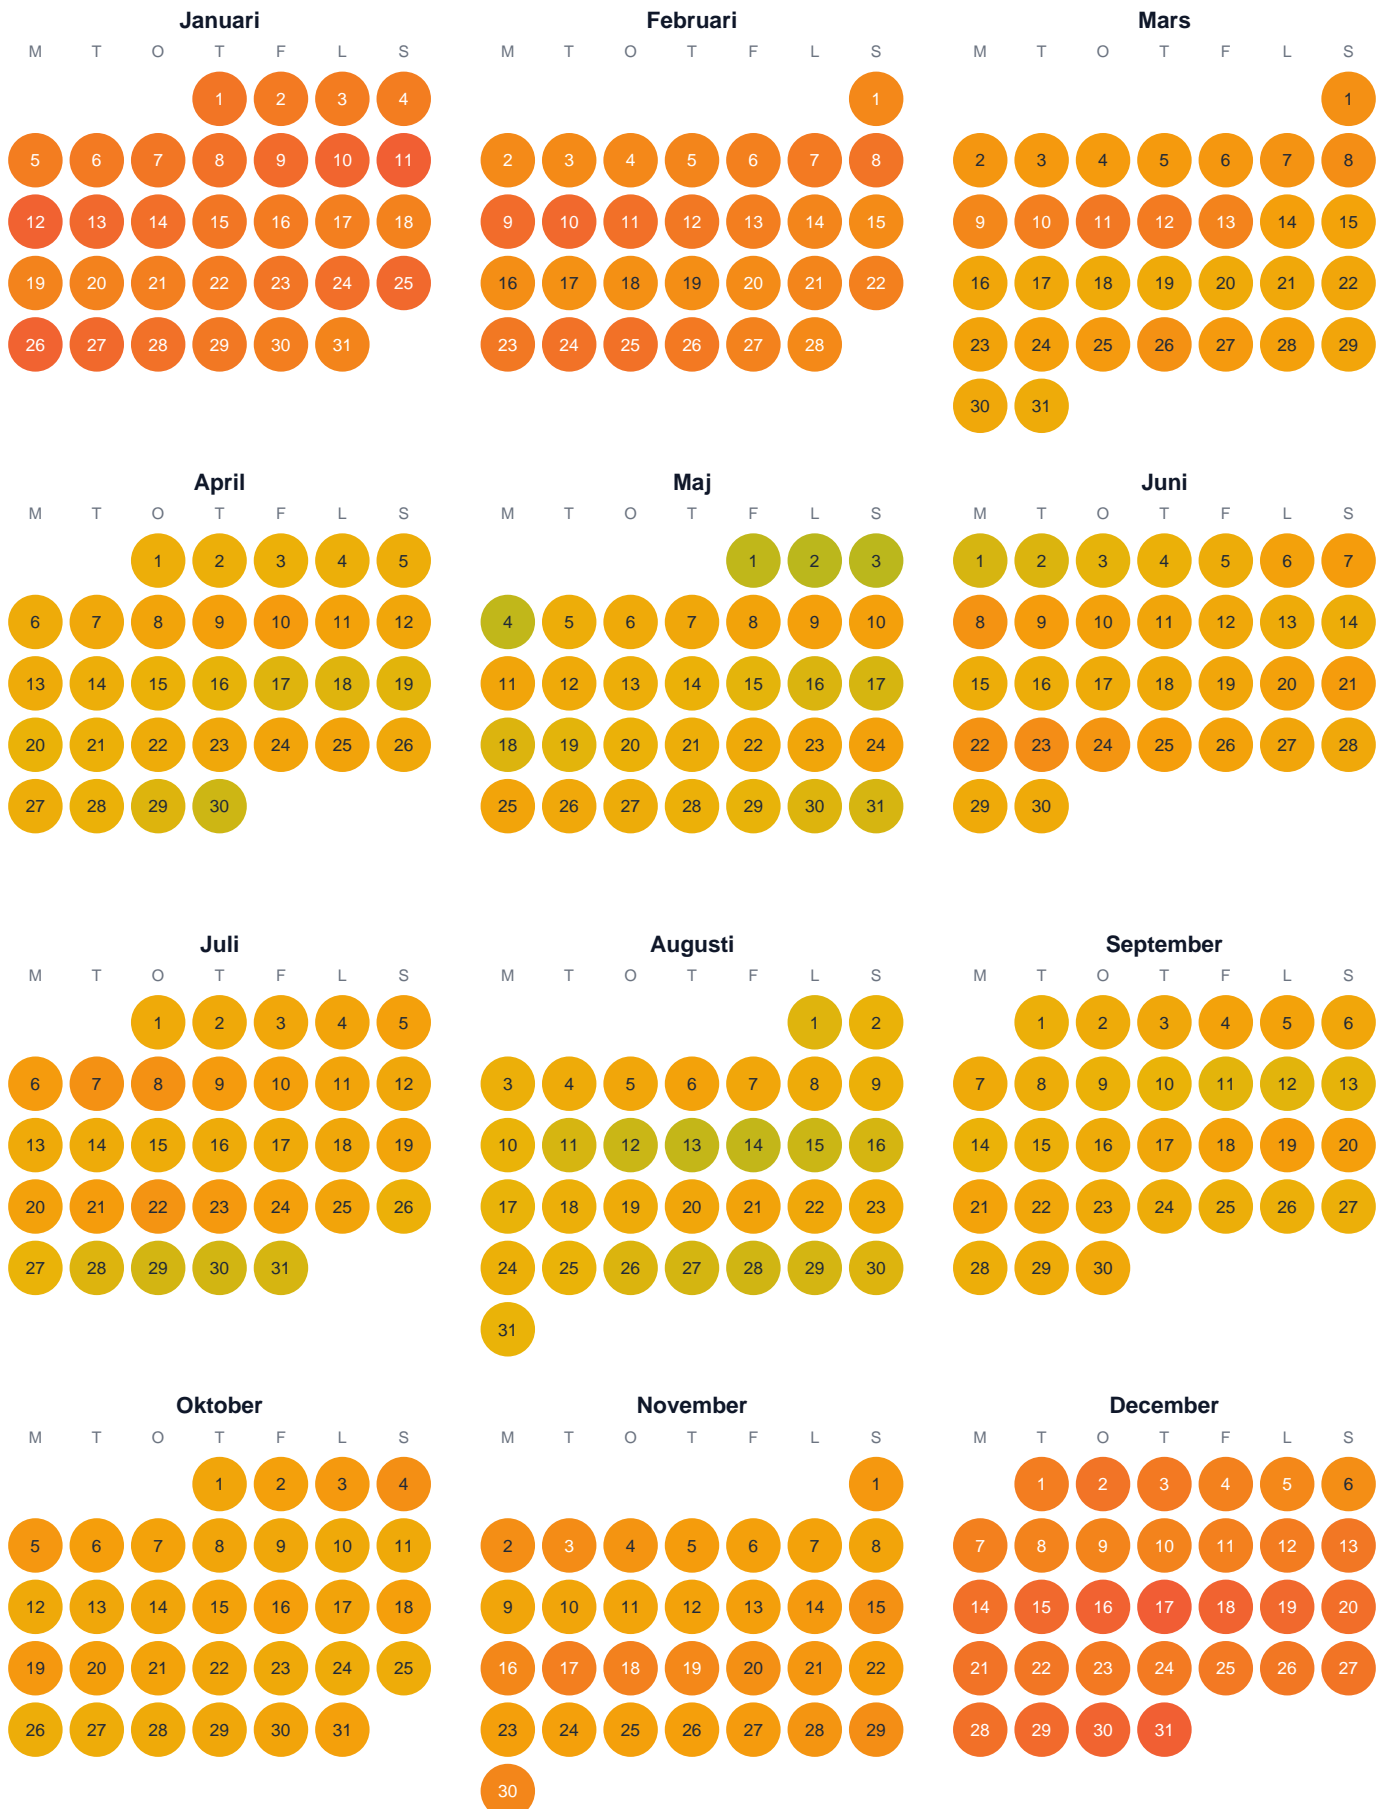 Januari Februari Mars
M T O T F L S M T O T F L S M T O T F L S
1 2 3 4 1 1
5 6 7 8 9 10 11 2 3 4 5 6 7 8 2 3 4 5 6 7 8
12 13 14 15 16 17 18 9 10 11 12 13 14 15 9 10 11 12 13 14 15
19 20 21 22 23 24 25 16 17 18 19 20 21 22 16 17 18 19 20 21 22
26 27 28 29 30 31 23 24 25 26 27 28 23 24 25 26 27 28 29
30 31
April Maj Juni
M T O T F L S M T O T F L S M T O T F L S
1 2 3 4 5 1 2 3 1 2 3 4 5 6 7
6 7 8 9 10 11 12 4 5 6 7 8 9 10 8 9 10 11 12 13 14
13 14 15 16 17 18 19 11 12 13 14 15 16 17 15 16 17 18 19 20 21
20 21 22 23 24 25 26 18 19 20 21 22 23 24 22 23 24 25 26 27 28
27 28 29 30 25 26 27 28 29 30 31 29 30
Juli Augusti September
M T O T F L S M T O T F L S M T O T F L S
1 2 3 4 5 1 2 1 2 3 4 5 6
6 7 8 9 10 11 12 3 4 5 6 7 8 9 7 8 9 10 11 12 13
13 14 15 16 17 18 19 10 11 12 13 14 15 16 14 15 16 17 18 19 20
20 21 22 23 24 25 26 17 18 19 20 21 22 23 21 22 23 24 25 26 27
27 28 29 30 31 24 25 26 27 28 29 30 28 29 30
31
Oktober November December
M T O T F L S M T O T F L S M T O T F L S
1 2 3 4 1 1 2 3 4 5 6
5 6 7 8 9 10 11 2 3 4 5 6 7 8 7 8 9 10 11 12 13
12 13 14 15 16 17 18 9 10 11 12 13 14 15 14 15 16 17 18 19 20
19 20 21 22 23 24 25 16 17 18 19 20 21 22 21 22 23 24 25 26 27
26 27 28 29 30 31 23 24 25 26 27 28 29 28 29 30 31
30